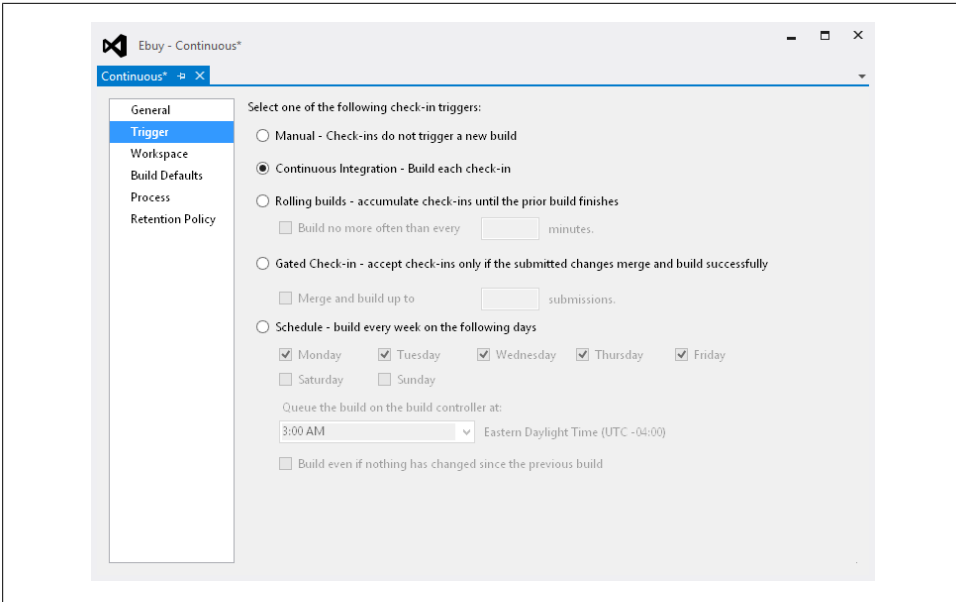 Ebuy - Continuous*
Continuous*
General
Trigger
Workspace
Build Defaults
Process
Retention Policy
Select one of the following check-in triggers:
Manual - Check-ins do not trigger a new build
Continuous Integration - Build each check-in
Rolling builds - accumulate check-ins until the prior build finishes
Build no more often than every minutes.
Gated Check-in - accept check-ins only if the submitted changes merge and build successfully
Merge and build up to submissions.
Schedule - build every week on the following days
Monday Tuesday Wednesday Thursday Friday
Saturday Sunday
Queue the build on the build controller at:
3:00 AM Eastern Daylight Time (UTC -04:00)
Build even if nothing has changed since the previous build